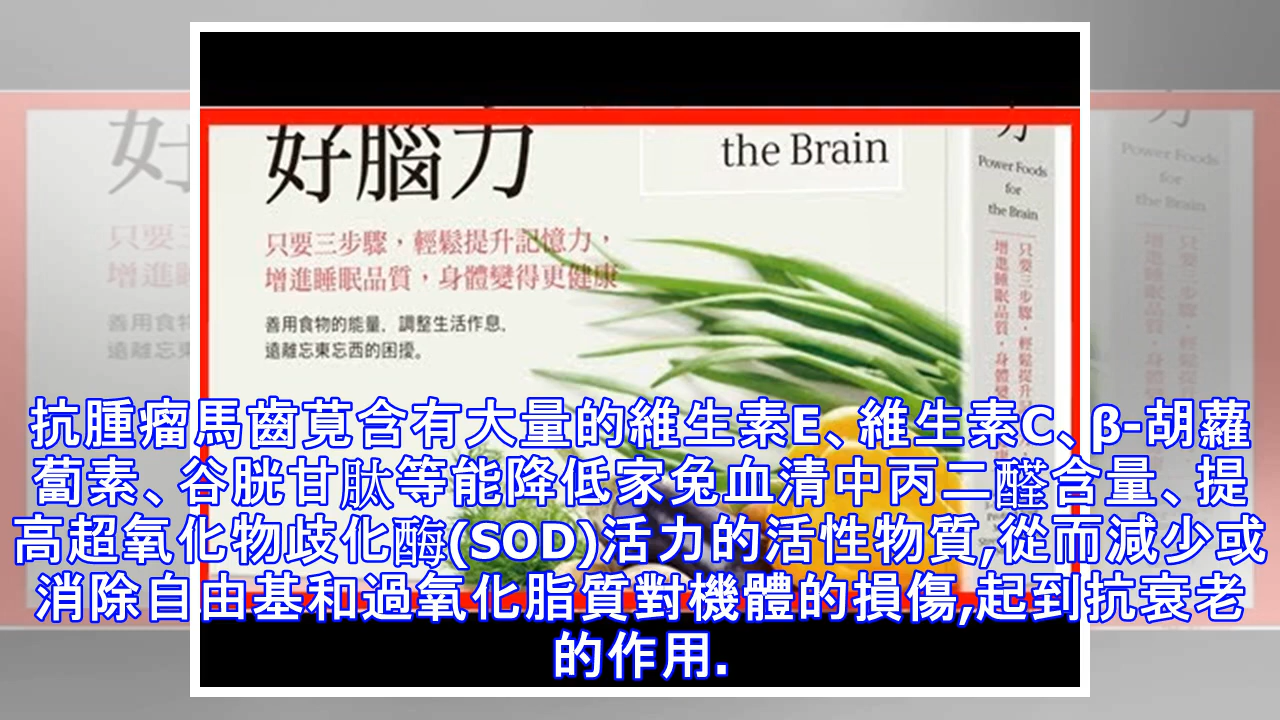 好腦力
the Brain
只要三步驟，輕鬆提升記憶力，
增進睡眠品質，身體變得更健康
善用食物的能量，調整生活作息，
遠離忘東忘西的困擾。
力
Power Foods
for
the Brain
只要三步驟，輕鬆提升
增進睡眠品質，身體變
抗腫瘤馬齒莧含有大量的維生素E、維生素C、β-胡蘿
蔔素、谷胱甘肽等能降低家兔血清中丙二醛含量、提
高超氧化物歧化酶(SOD)活力的活性物質,從而減少或
消除自由基和過氧化脂質對機體的損傷,起到抗衰老
的作用.